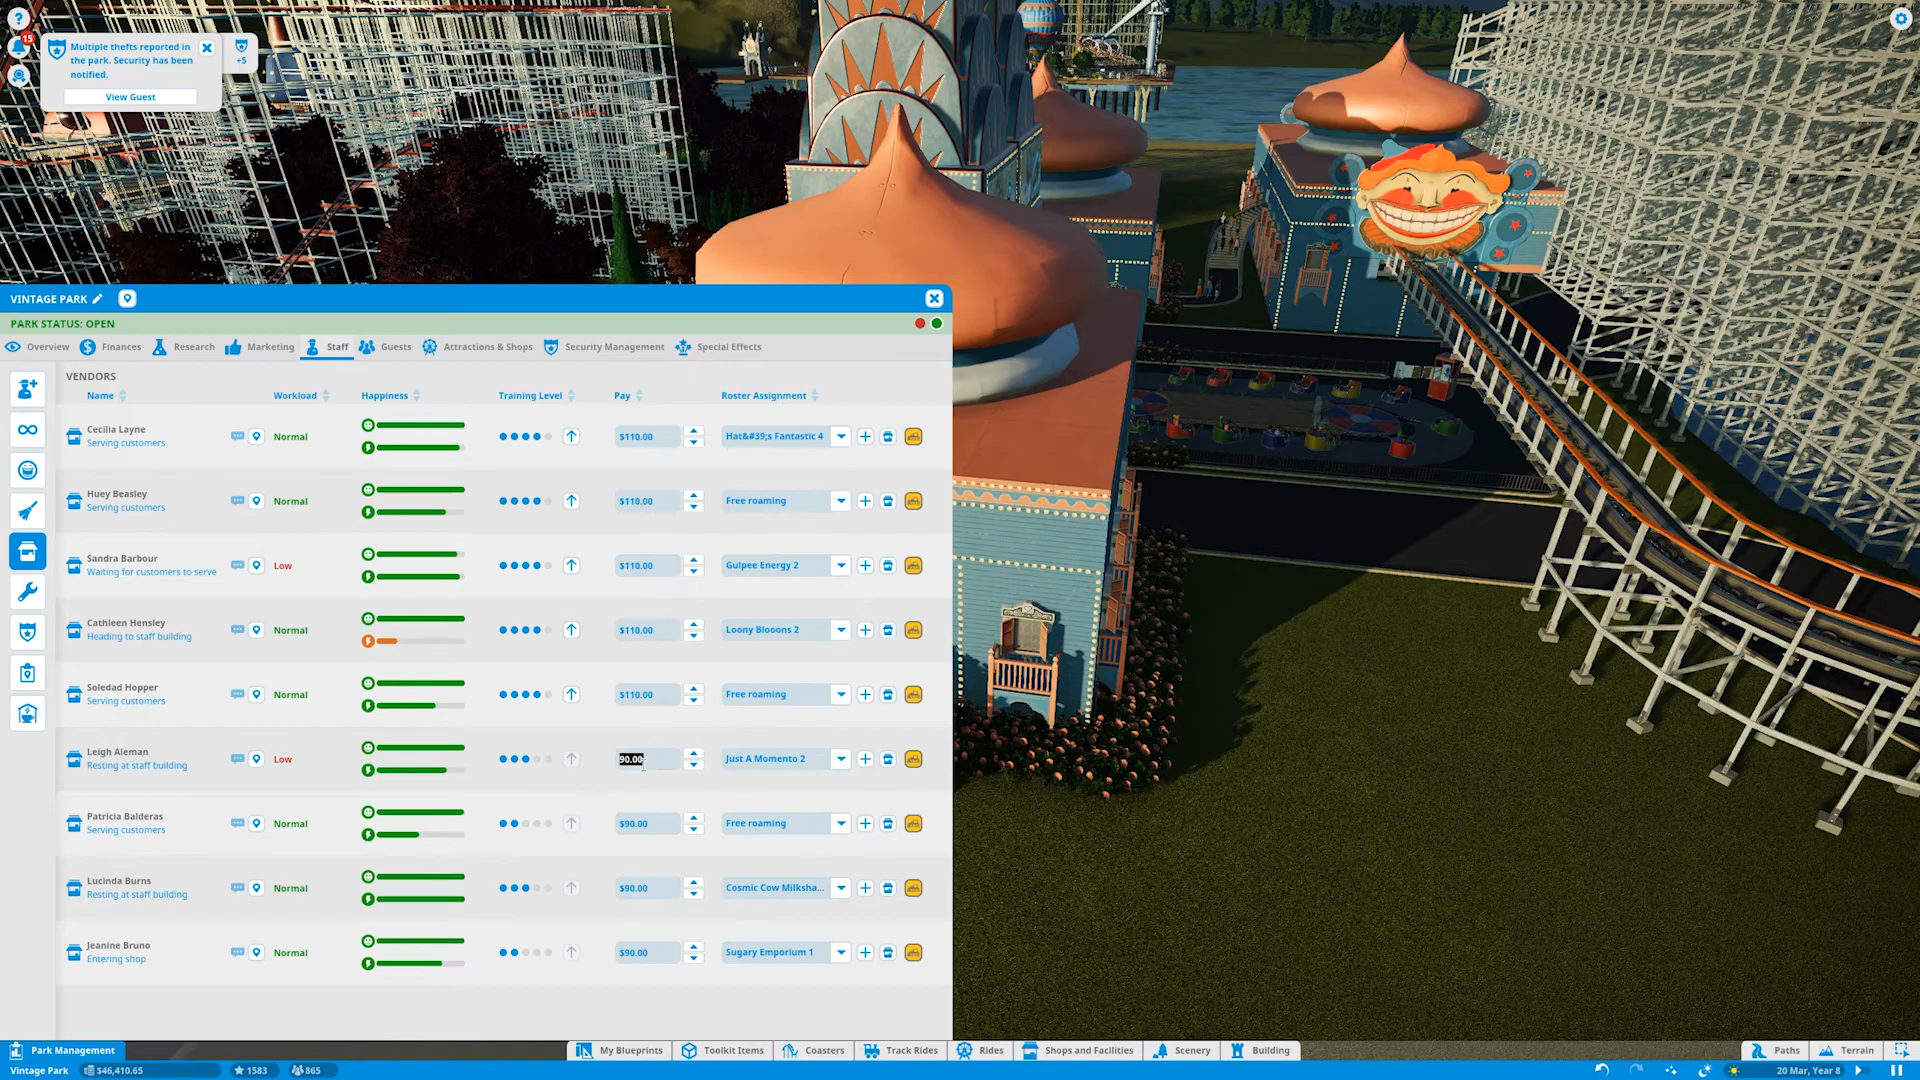 ?
15
Multiple thefts reported in
the park. Security has been
notified.
View Guest
+5
VINTAGE PARK
PARK STATUS: OPEN
Overview
Finances
Research
Marketing
Staff
Guests
Attractions & Shops
Security Management
Special Effects
VENDORS
Name Workload Happiness Training Level Pay Roster Assignment
Cecilia Layne
Serving customers
Normal
$110.00
Hat&#39;s Fantastic 4
Huey Beasley
Serving customers
Normal
$110.00
Free roaming
Sandra Barbour
Waiting for customers to serve
Low
$110.00
Gulpee Energy 2
Cathleen Hensley
Heading to staff building
Normal
$110.00
Loony Blooons 2
Soledad Hopper
Serving customers
Normal
$110.00
Free roaming
Leigh Aleman
Resting at staff building
Low
90.00
Just A Momento 2
Patricia Balderas
Serving customers
Normal
$90.00
Free roaming
Lucinda Burns
Resting at staff building
Normal
$90.00
Cosmic Cow Milksha...
Jeanine Bruno
Entering shop
Normal
$90.00
Sugary Emporium 1
Park Management
My Blueprints
Toolkit Items
Coasters
Track Rides
Rides
Shops and Facilities
Scenery
Building
Paths
Terrain
Vintage Park
$46,410.65
1583
865
20 Mar, Year 8